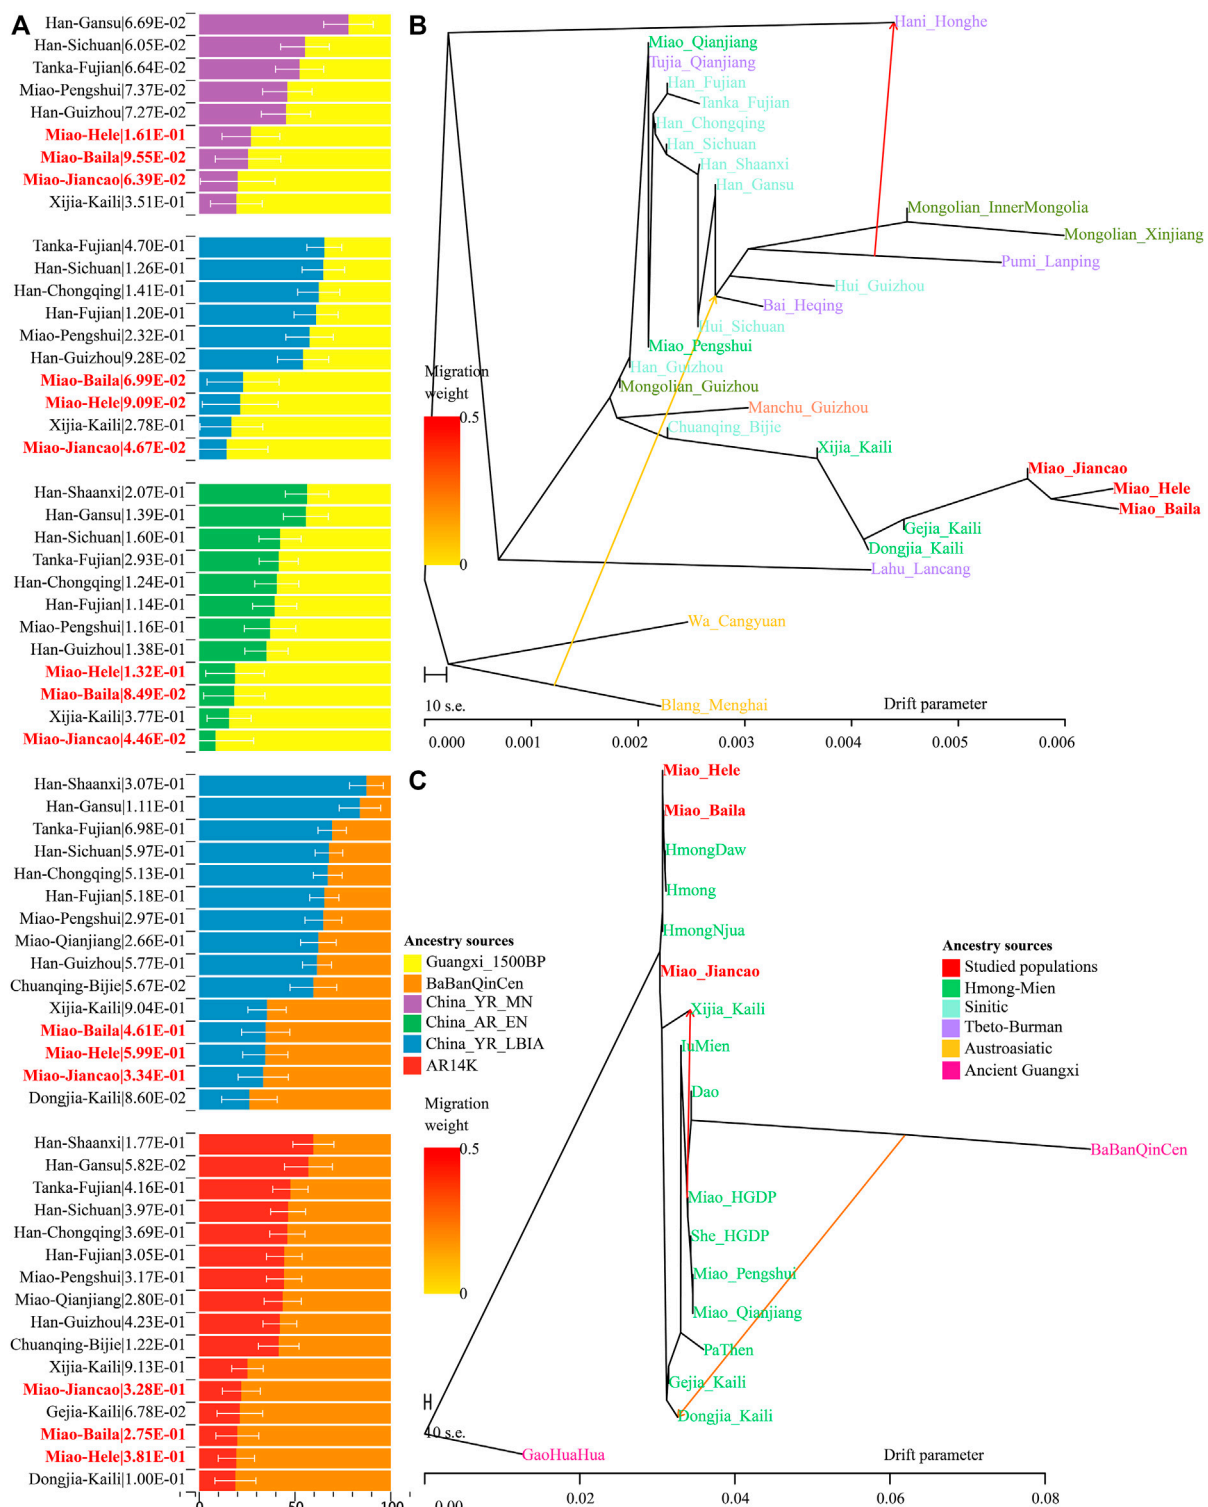 A
Han-Gansu|6.69E-02
Han-Sichuan|6.05E-02
Tanka-Fujian|6.64E-02
Miao-Pengshui|7.37E-02
Han-Guizhou|7.27E-02
Miao-Hele|1.61E-01
Miao-Baila|9.55E-02
Miao-Jiancao|6.39E-02
Xijia-Kaili|3.51E-01
Tanka-Fujian|4.70E-01
Han-Sichuan|1.26E-01
Han-Chongqing|1.41E-01
Han-Fujian|1.20E-01
Miao-Pengshui|2.32E-01
Han-Guizhou|9.28E-02
Miao-Baila|6.99E-02
Miao-Hele|9.09E-02
Xijia-Kaili|2.78E-01
Miao-Jiancao|4.67E-02
Han-Shaanxi|2.07E-01
Han-Gansu|1.39E-01
Han-Sichuan|1.60E-01
Tanka-Fujian|2.93E-01
Han-Chongqing|1.24E-01
Han-Fujian|1.14E-01
Miao-Pengshui|1.16E-01
Han-Guizhou|1.38E-01
Miao-Hele|1.32E-01
Miao-Baila|8.49E-02
Xijia-Kaili|3.77E-01
Miao-Jiancao|4.46E-02
Han-Shaanxi|3.07E-01
Han-Gansu|1.11E-01
Tanka-Fujian|6.98E-01
Han-Sichuan|5.97E-01
Han-Chongqing|5.13E-01
Han-Fujian|5.18E-01
Miao-Pengshui|2.97E-01
Miao-Qianjiang|2.66E-01
Han-Guizhou|5.77E-01
Chuanqing-Bijie|5.67E-02
Xijia-Kaili|9.04E-01
Miao-Baila|4.61E-01
Miao-Hele|5.99E-01
Miao-Jiancao|3.34E-01
Dongjia-Kaili|8.60E-02
Han-Shaanxi|1.77E-01
Han-Gansu|5.82E-02
Tanka-Fujian|4.16E-01
Han-Sichuan|3.97E-01
Han-Chongqing|3.69E-01
Han-Fujian|3.05E-01
Miao-Pengshui|3.17E-01
Miao-Qianjiang|2.80E-01
Han-Guizhou|4.23E-01
Chuanqing-Bijie|1.22E-01
Xijia-Kaili|9.13E-01
Miao-Jiancao|3.28E-01
Gejia-Kaili|6.78E-02
Miao-Baila|2.75E-01
Miao-Hele|3.81E-01
Dongjia-Kaili|1.00E-01
0 50 100
Ancestry sources
Guangxi_1500BP
BaBanQinCen
China_YR_MN
China_AR_EN
China_YR_LBIA
AR14K
B
Hani_Honghe
Miao_Qianjiang
Tujia_Qianjiang
Han_Fujian
Tanka_Fujian
Han_Chongqing
Han_Sichuan
Han_Shaanxi
Han_Gansu
Mongolian_InnerMongolia
Mongolian_Xinjiang
Pumi_Lanping
Hui_Guizhou
Bai_Heqing
Hui_Sichuan
Miao_Pengshui
Han_Guizhou
Mongolian_Guizhou
Manchu_Guizhou
Chuanqing_Bijie
Xijia_Kaili
Miao_Jiancao
Miao_Hele
Miao_Baila
Gejia_Kaili
Dongjia_Kaili
Lahu_Lancang
Wa_Cangyuan
Blang_Menghai
Migration
weight
0.5
0
10 s.e.
Drift parameter
0.000 0.001 0.002 0.003 0.004 0.005 0.006
C
Miao_Hele
Miao_Baila
HmongDaw
Hmong
HmongNjua
Miao_Jiancao
Xijia_Kaili
IuMien
Dao
BaBanQinCen
Miao_HGDP
She_HGDP
Miao_Pengshui
Miao_Qianjiang
PaThen
Gejia_Kaili
Dongjia_Kaili
GaoHuaHua
Ancestry sources
Studied populations
Hmong-Mien
Sinitic
Tbeto-Burman
Austroasiatic
Ancient Guangxi
Migration
weight
0.5
0
10 s.e.
Drift parameter
0.00 0.02 0.04 0.06 0.08